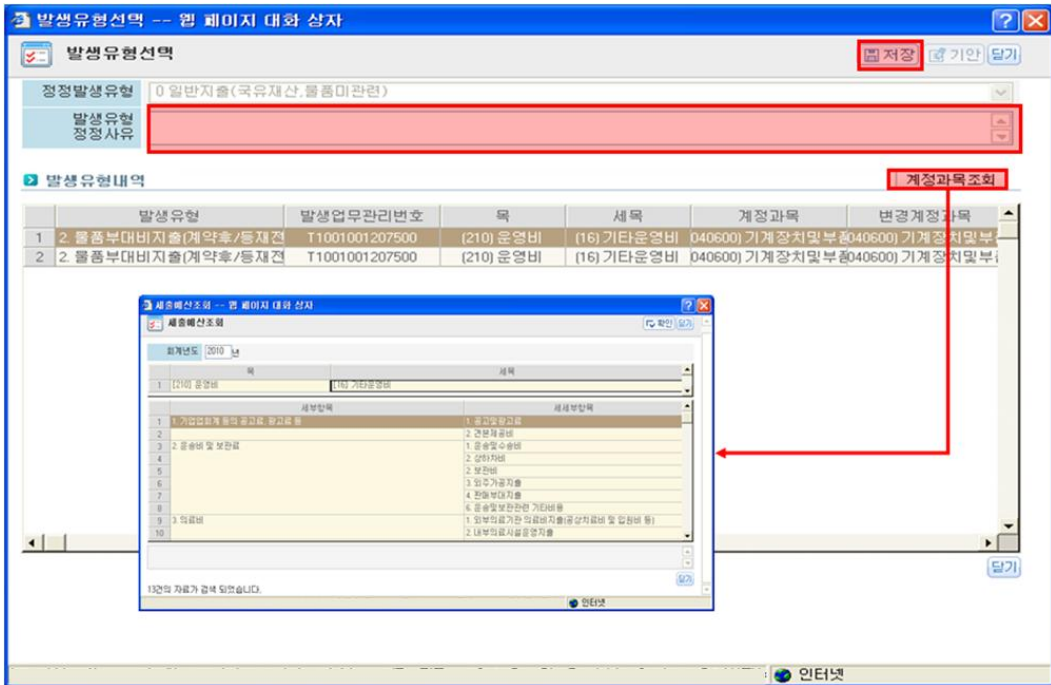 발생유형선택 -- 웹 페이지 대화 상자
발생유형선택
저장 기안 닫기
정정발생유형 0 일반지출(국유재산,물품미관련)
발생유형
정정사유
발생유형내역
계정과목조회
발생유형 발생업무관리번호 목 세목 계정과목 변경계정과목
1 2. 물품부대비지출(계약후/등재전 T1001001207500 (210) 운영비 (16) 기타운영비 040600) 기계장치및부품 040600) 기계장치및부품
2 2. 물품부대비지출(계약후/등재전 T1001001207500 (210) 운영비 (16) 기타운영비 040600) 기계장치및부품 040600) 기계장치및부품
세출예산조회 -- 웹 페이지 대화 상자
세출예산조회
확인 닫기
회계년도 2010 년
목 세목
1 [210] 운영비 [16] 기타운영비
세부항목 세세부항목
1 1. 기업업회계 등의 공고료, 광고료 등 1. 공고및광고료
2 2. 견본제공비
3 2. 운송비 및 보관료 1. 운송및수송비
4 2. 상하차비
5 2. 보관비
6 3. 외주가공지출
7 4. 판매부대지출
8 6. 운송및보관관련 기타비용
9 3. 의료비 1. 외부의료기관 의료비지출(공상치료비 및 입원비 등)
10 2. 내부의료시설운영지출
닫기
13건의 자료가 검색 되었습니다.
인터넷
닫기
인터넷